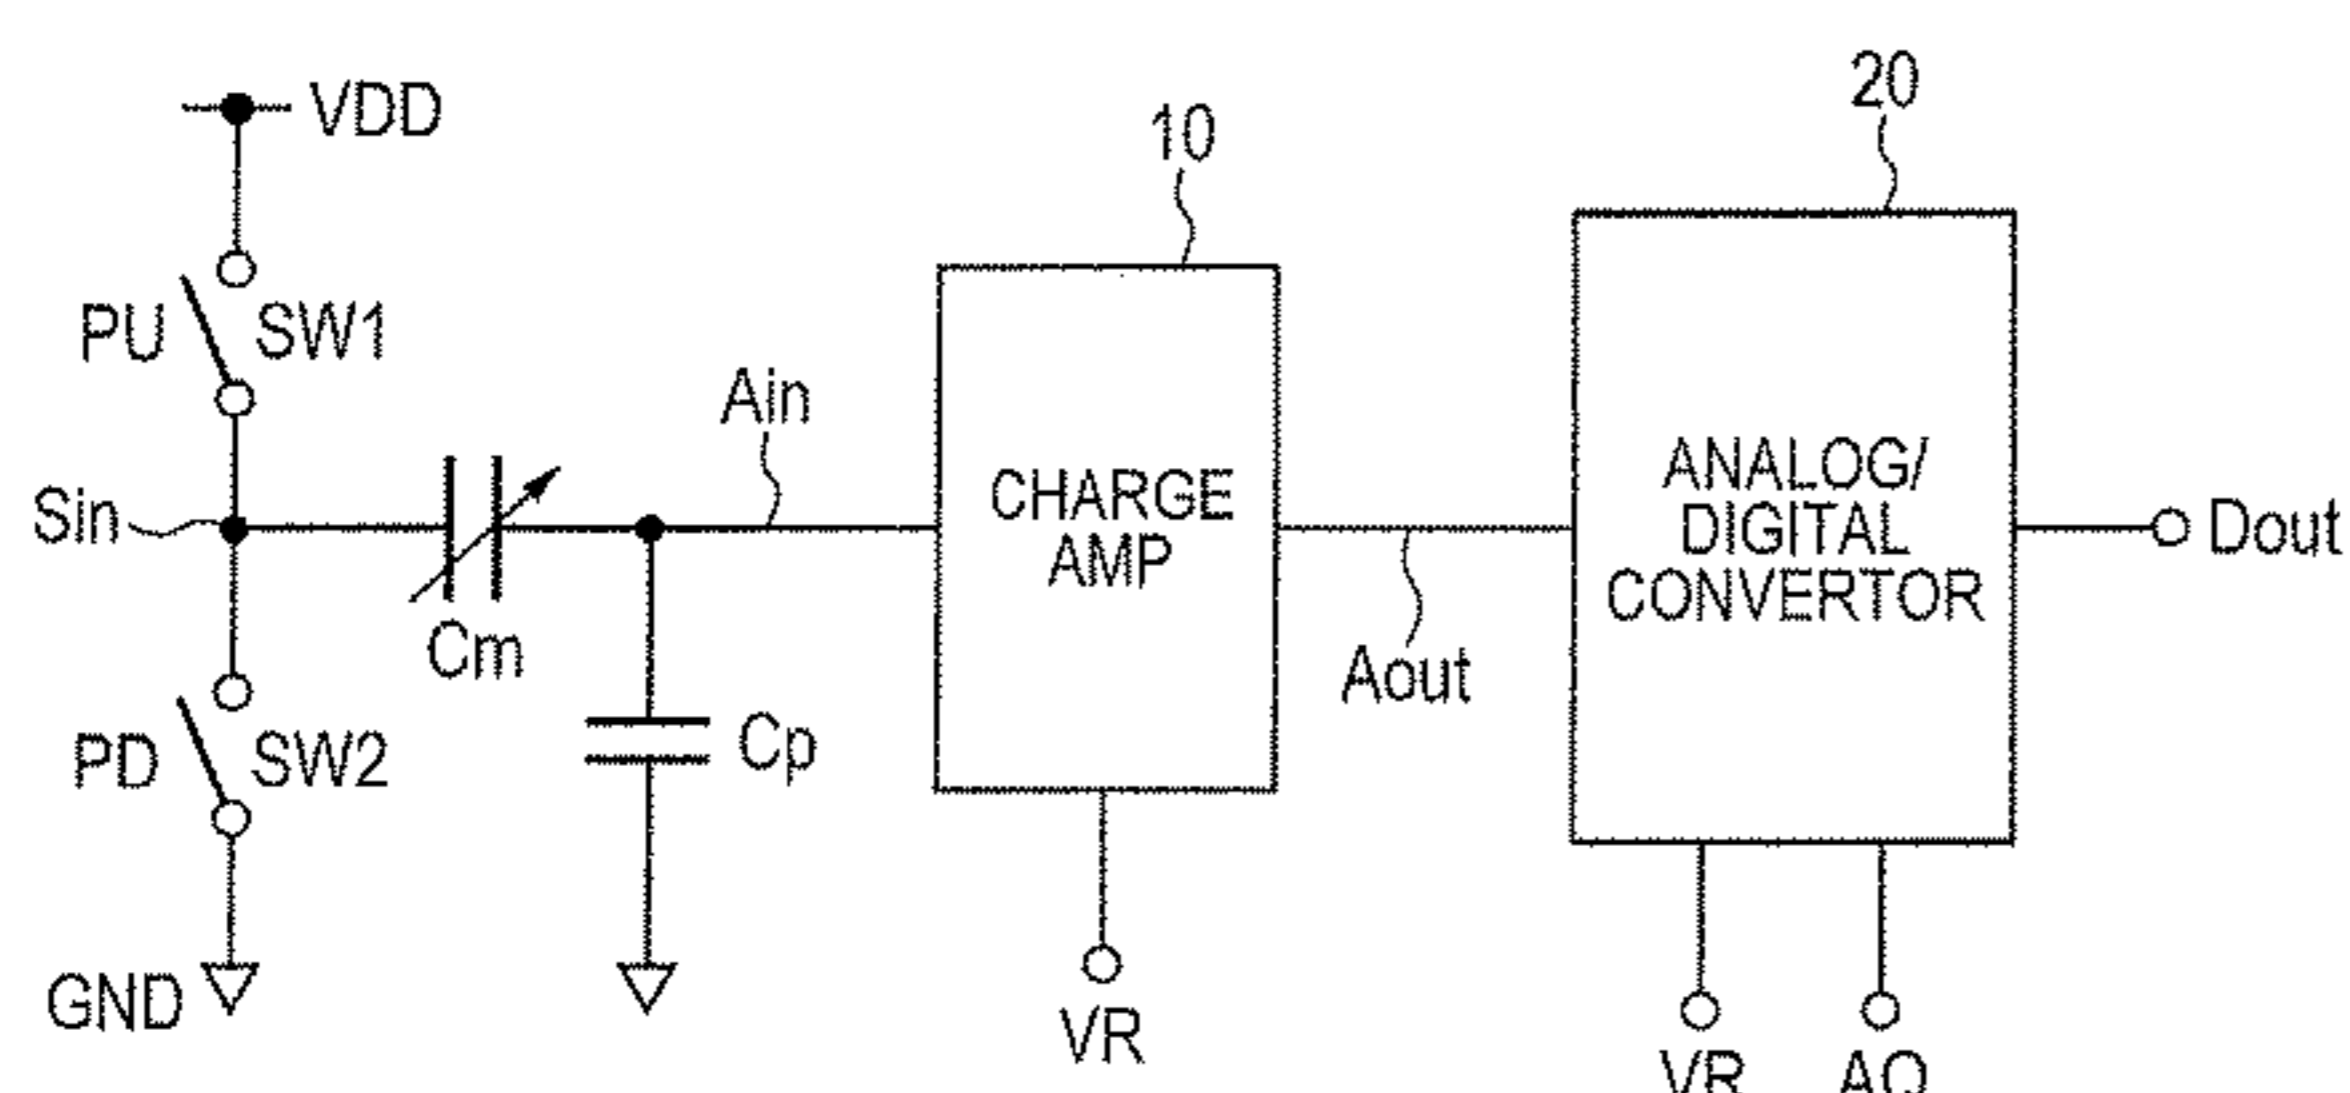 VDD
10
20
PU
SW1
Ain
Sin
CHARGE
AMP
ANALOG/
DIGITAL
CONVERTOR
Dout
Cm
Aout
PD
SW2
Cp
GND
VR
VR